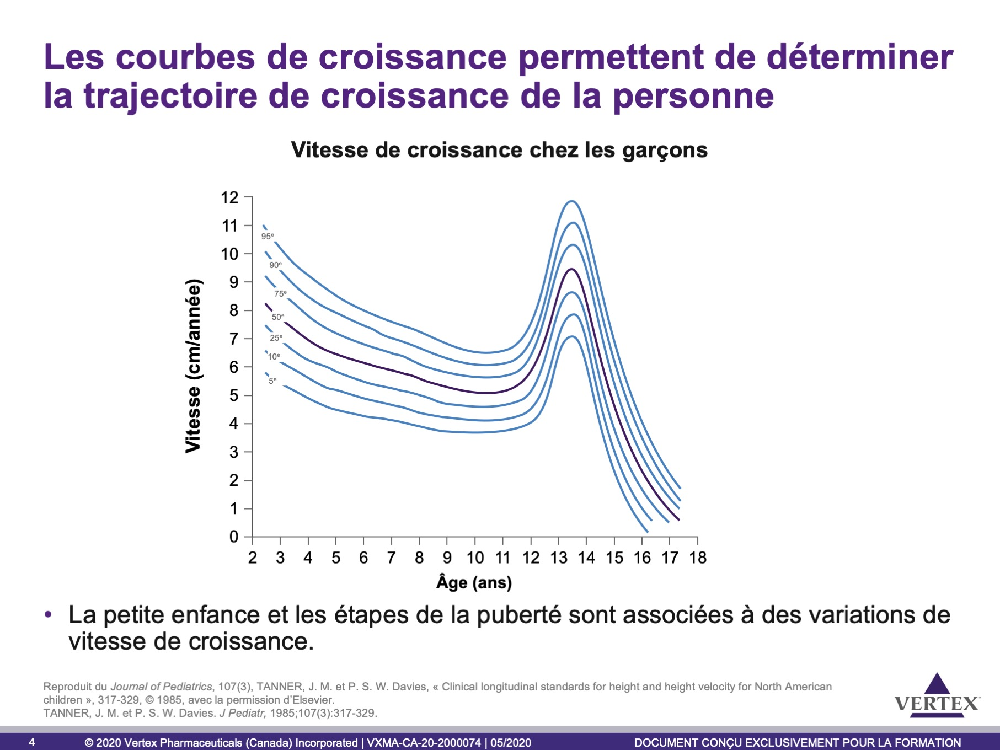 Les courbes de croissance permettent de déterminer
la trajectoire de croissance de la personne
Vitesse de croissance chez les garçons
Vitesse (cm/année)
12
11
10
9
8
7
6
5
4
3
2
1
0
95e
90e
75e
50e
25e
10e
5e
2 3 4 5 6 7 8 9 10 11 12 13 14 15 16 17 18
Âge (ans)
• La petite enfance et les étapes de la puberté sont associées à des variations de
vitesse de croissance.
Reproduit du Journal of Pediatrics, 107(3), TANNER, J. M. et P. S. W. Davies, « Clinical longitudinal standards for height and height velocity for North American
children », 317-329, © 1985, avec la permission d’Elsevier.
TANNER, J. M. et P. S. W. Davies. J Pediatr, 1985;107(3):317-329.
VERTEX
4 © 2020 Vertex Pharmaceuticals (Canada) Incorporated | VXMA-CA-20-2000074 | 05/2020 DOCUMENT CONÇU EXCLUSIVEMENT POUR LA FORMATION